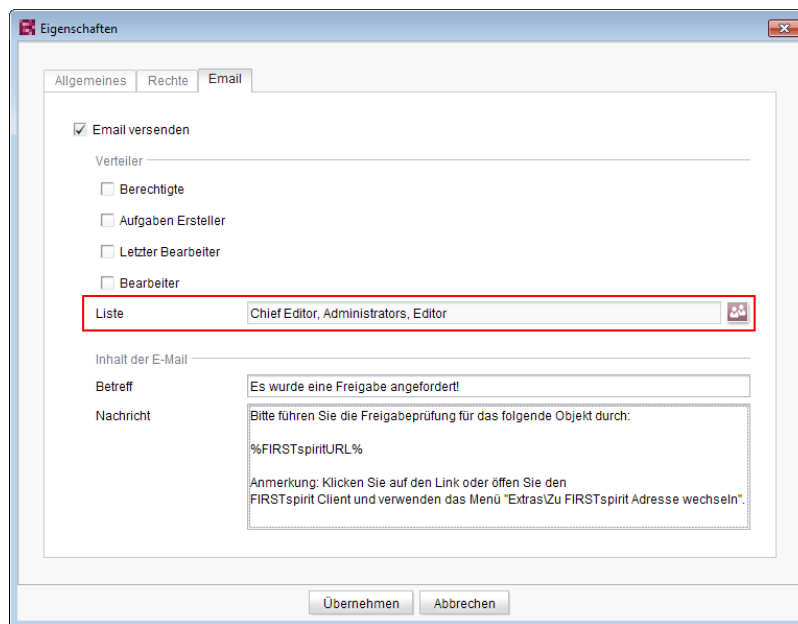 Eigenschaften
Allgemeines Rechte Email
Email versenden
Verteiler
Berechtigte
Aufgaben Ersteller
Letzter Bearbeiter
Bearbeiter
Liste Chief Editor, Administrators, Editor
Inhalt der E-Mail
Betreff Es wurde eine Freigabe angefordert!
Nachricht Bitte führen Sie die Freigabeprüfung für das folgende Objekt durch:
%FIRSTspiritURL%
Anmerkung: Klicken Sie auf den Link oder öffen Sie den
FIRSTspirit Client und verwenden das Menü "Extras\Zu FIRSTspirit Adresse wechseln".
Übernehmen Abbrechen